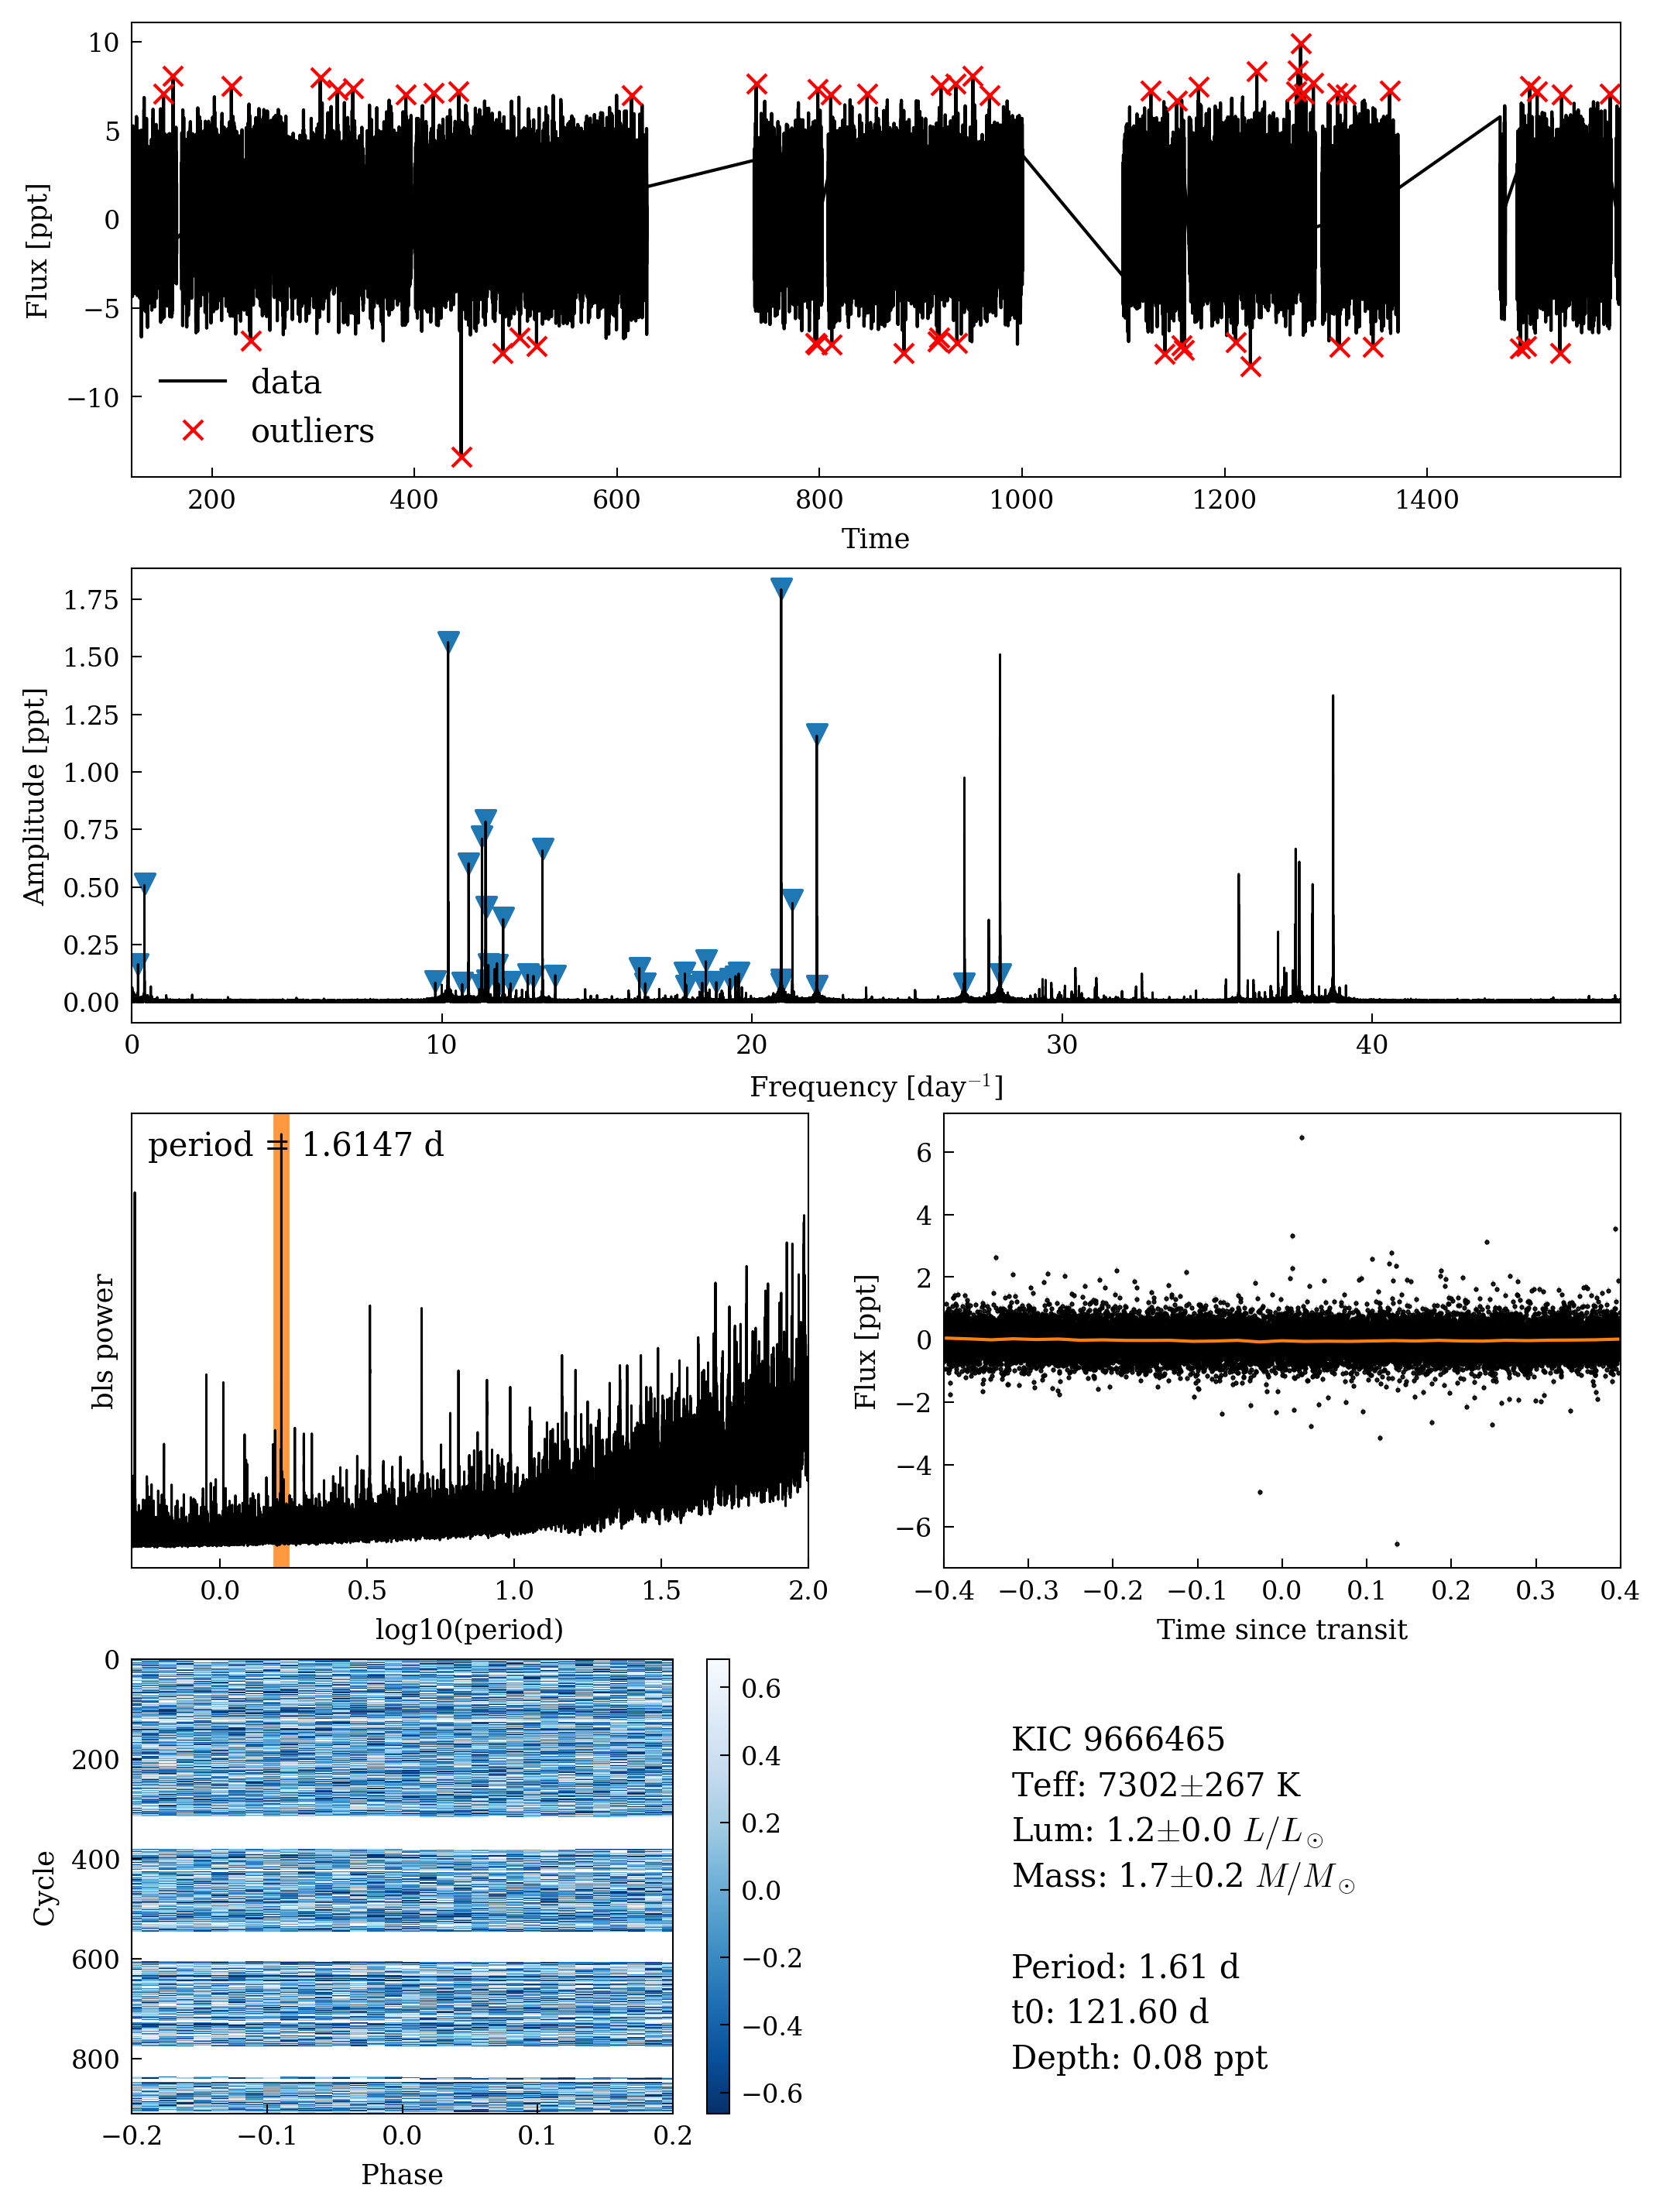 10
5
0
−5
−10
Flux [ppt]
data
outliers
200 400 600 800 1000 1200 1400
Time
1.75
1.50
1.25
1.00
0.75
0.50
0.25
0.00
Amplitude [ppt]
0 10 20 30 40
Frequency [day⁻¹]
period = 1.6147 d
bls power
0.0 0.5 1.0 1.5 2.0
log10(period)
6
4
2
0
−2
−4
−6
Flux [ppt]
−0.4 −0.3 −0.2 −0.1 0.0 0.1 0.2 0.3 0.4
Time since transit
0
200
400
600
800
Cycle
−0.2 −0.1 0.0 0.1 0.2
Phase
0.6
0.4
0.2
0.0
−0.2
−0.4
−0.6
KIC 9666465
Teff: 7302±267 K
Lum: 1.2±0.0 L/L☉
Mass: 1.7±0.2 M/M☉
Period: 1.61 d
t0: 121.60 d
Depth: 0.08 ppt